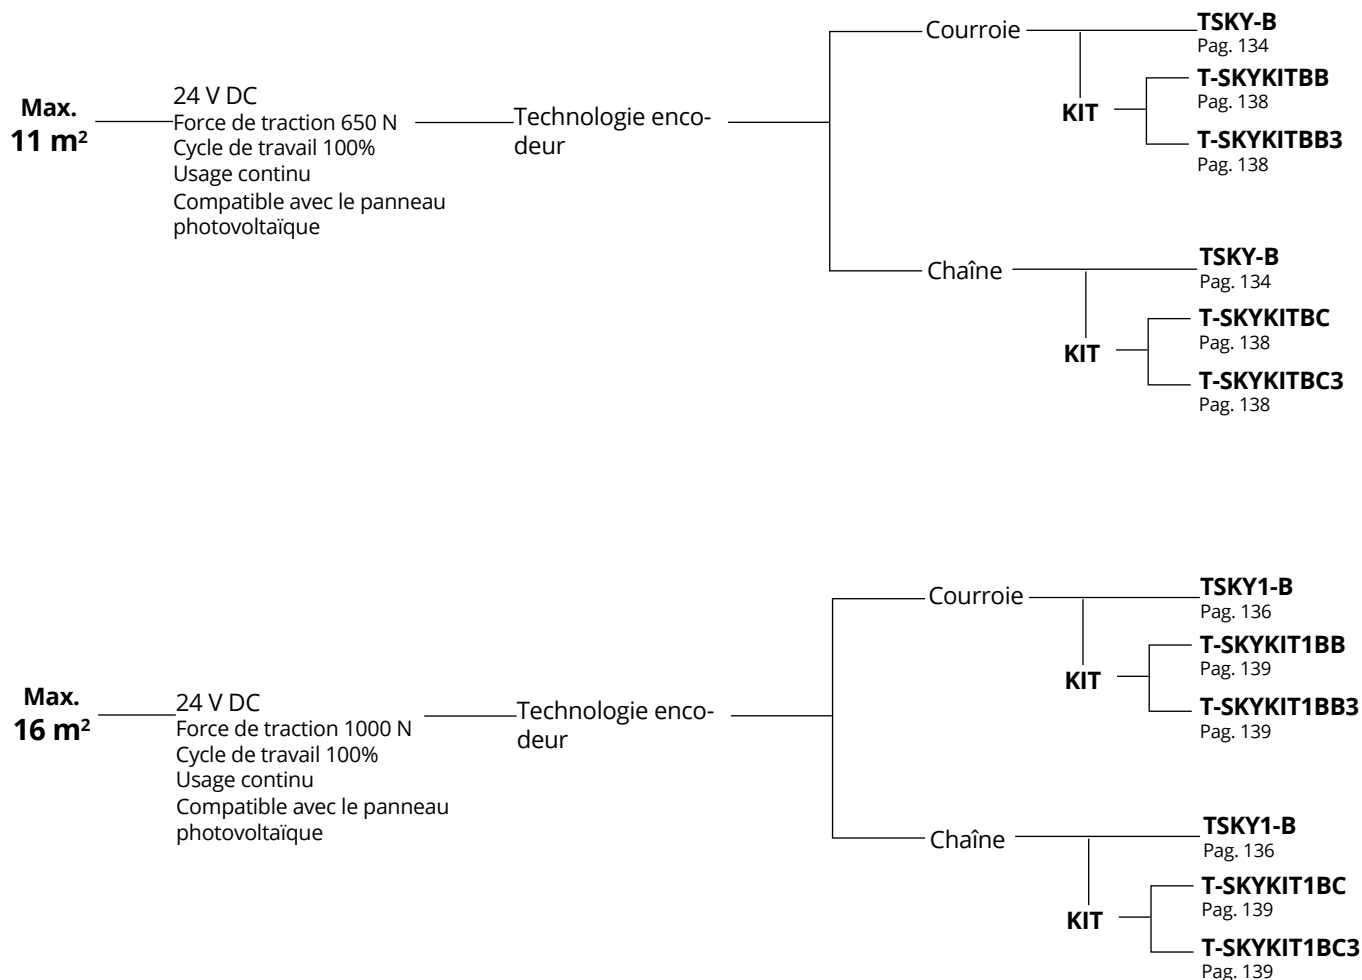 Max.
11 m²
24 V DC
Force de traction 650 N
Cycle de travail 100%
Usage continu
Compatible avec le panneau
photovoltaïque
Technologie enco-
deur
Courroie
TSKY-B
Pag. 134
KIT
T-SKYKITBB
Pag. 138
T-SKYKITBB3
Pag. 138
Chaîne
TSKY-B
Pag. 134
KIT
T-SKYKITBC
Pag. 138
T-SKYKITBC3
Pag. 138
Max.
16 m²
24 V DC
Force de traction 1000 N
Cycle de travail 100%
Usage continu
Compatible avec le panneau
photovoltaïque
Technologie enco-
deur
Courroie
TSKY1-B
Pag. 136
KIT
T-SKYKIT1BB
Pag. 139
T-SKYKIT1BB3
Pag. 139
Chaîne
TSKY1-B
Pag. 136
KIT
T-SKYKIT1BC
Pag. 139
T-SKYKIT1BC3
Pag. 139